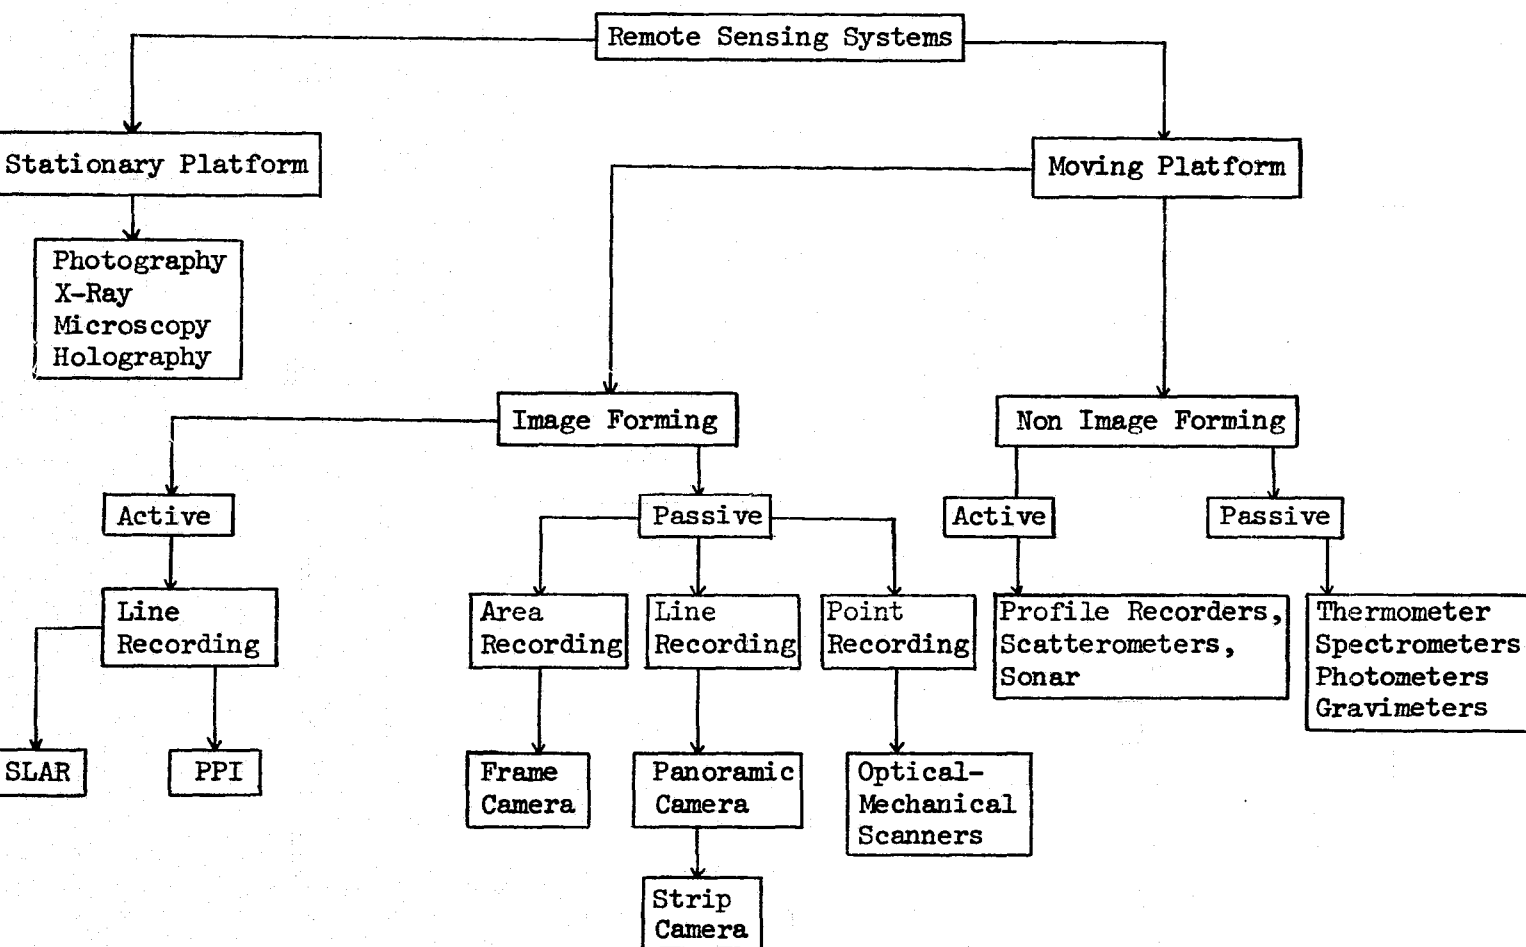 Remote Sensing Systems
Stationary Platform
Moving Platform
Photography
X-Ray
Microscopy
Holography
Image Forming
Non Image Forming
Active
Passive
Active
Passive
Line
Recording
Area
Recording
Line
Recording
Point
Recording
Profile Recorders,
Scatterometers,
Sonar
Thermometer
Spectrometers
Photometers
Gravimeters
SLAR
PPI
Frame
Camera
Panoramic
Camera
Optical-
Mechanical
Scanners
Strip
Camera